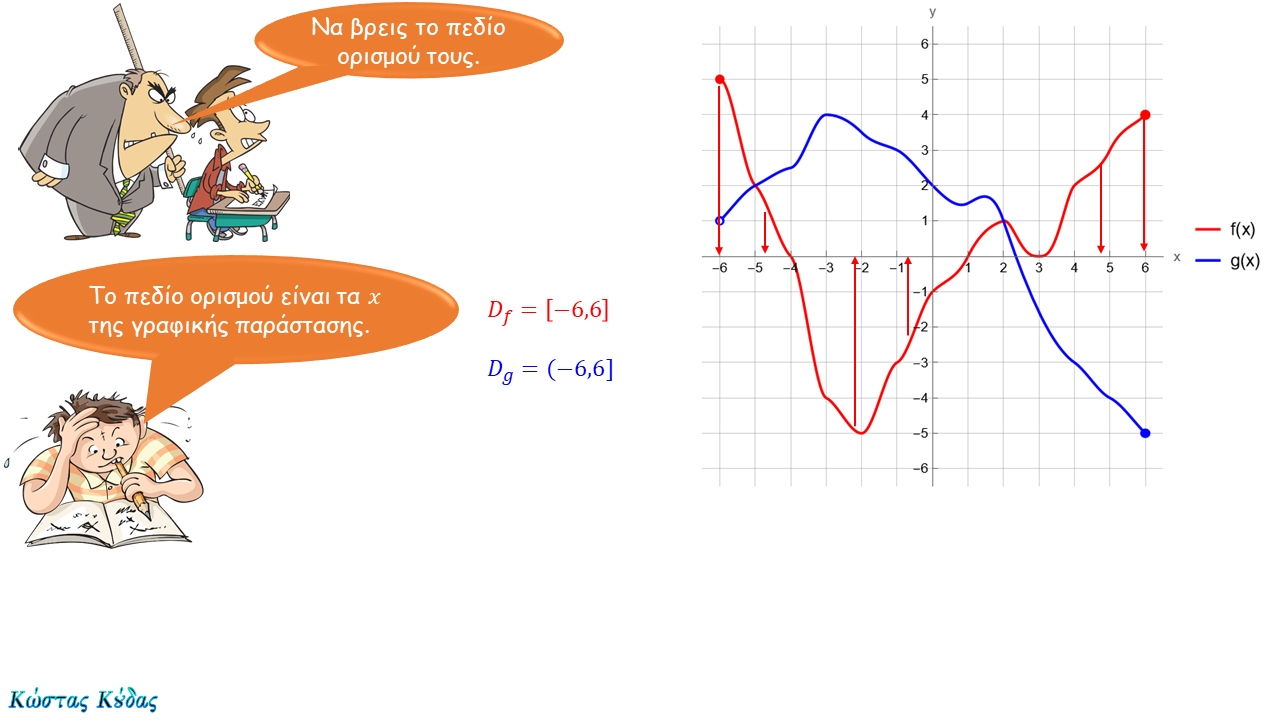 Να βρεις το πεδίο
ορισμού τους.
Το πεδίο ορισμού είναι τα x
της γραφικής παράστασης.
D_f = [−6,6]
D_g = (−6,6]
y
6
5
4
3
2
1
−6 −5 −4 −3 −2 −1 0 1 2 3 4 5 6 x
−1
−2
−3
−4
−5
−6
f(x)
g(x)
Κώστας Κύδας